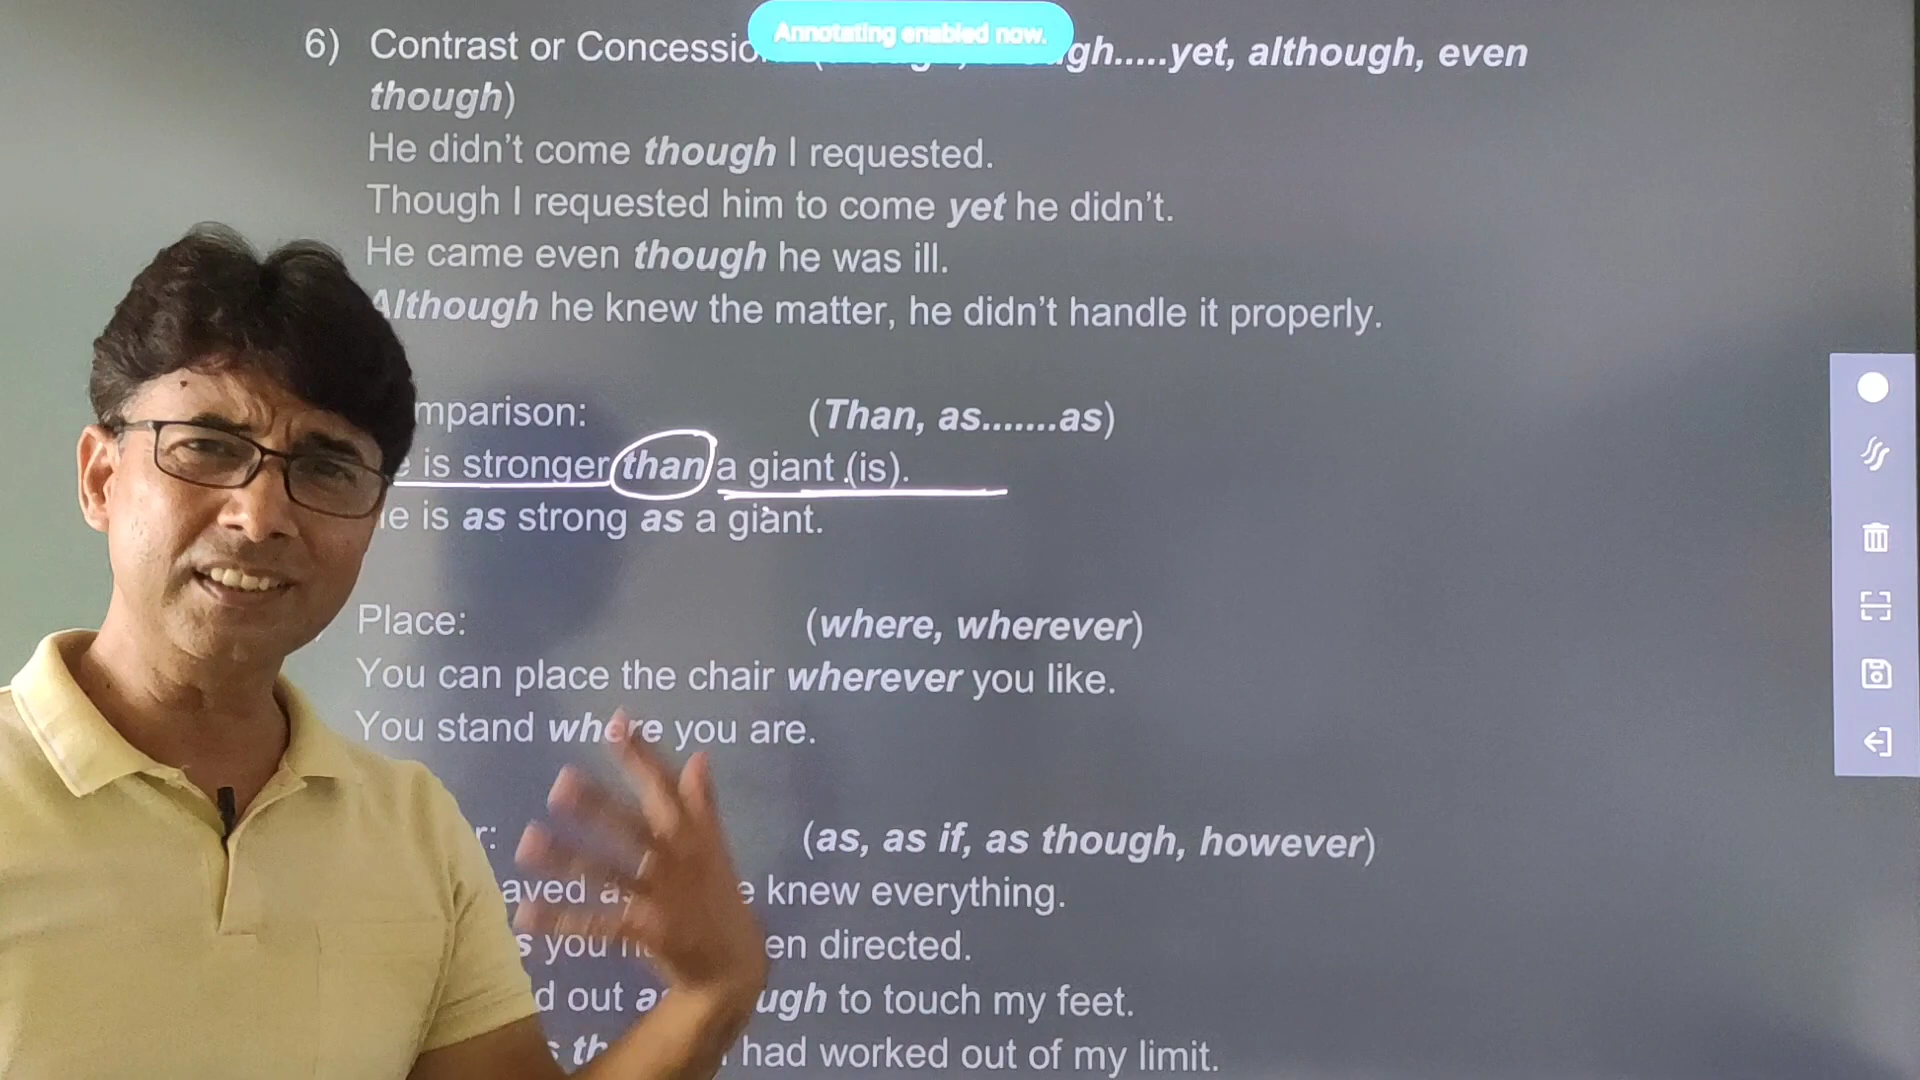 Annotating enabled now.
6) Contrast or Concessio gh.....yet, although, even
though)
He didn't come though I requested.
Though I requested him to come yet he didn't.
He came even though he was ill.
Although he knew the matter, he didn't handle it properly.
mparison: (Than, as.......as)
is stronger than a giant (is).
He is as strong as a giant.
Place: (where, wherever)
You can place the chair wherever you like.
You stand where you are.
r: (as, as if, as though, however)
aved knew everything.
you en directed.
d out ugh to touch my feet.
had worked out of my limit.